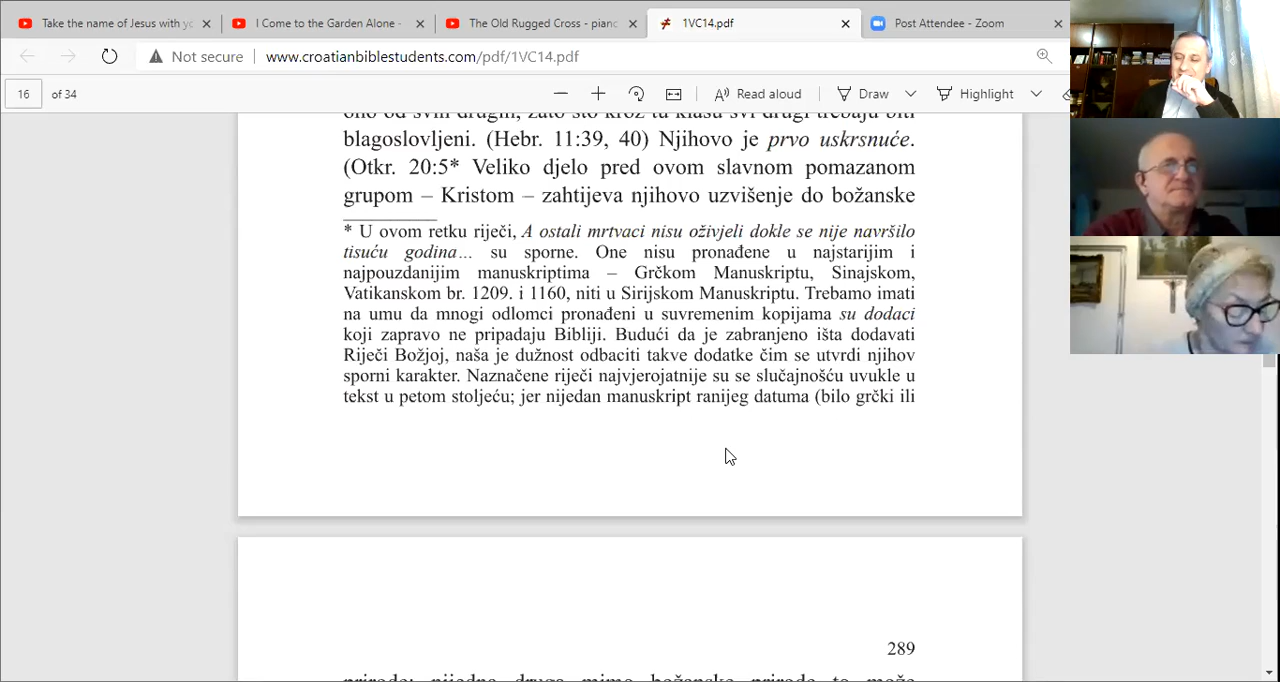 Take the name of Jesus with yo
I Come to the Garden Alone -
The Old Rugged Cross - pianc
1VC14.pdf
Post Attendee - Zoom
Not secure
www.croatianbiblestudents.com/pdf/1VC14.pdf
16 of 34
Read aloud
Draw
Highlight
blagoslovljeni. (Hebr. 11:39, 40) Njihovo je prvo uskrsnuće.
(Otkr. 20:5* Veliko djelo pred ovom slavnom pomazanom
grupom – Kristom – zahtijeva njihovo uzvišenje do božanske
* U ovom retku riječi, A ostali mrtvaci nisu oživjeli dokle se nije navršilo
tisuću godina... su sporne. One nisu pronađene u najstarijim i
najpouzdanijim manuskriptima – Grčkom Manuskriptu, Sinajskom,
Vatikanskom br. 1209. i 1160, niti u Sirijskom Manuskriptu. Trebamo imati
na umu da mnogi odlomci pronađeni u suvremenim kopijama su dodaci
koji zapravo ne pripadaju Bibliji. Budući da je zabranjeno išta dodavati
Riječi Božjoj, naša je dužnost odbaciti takve dodatke čim se utvrdi njihov
sporni karakter. Naznačene riječi najvjerojatnije su se slučajnošću uvukle u
tekst u petom stoljeću; jer nijedan manuskript ranijeg datuma (bilo grčki ili
289